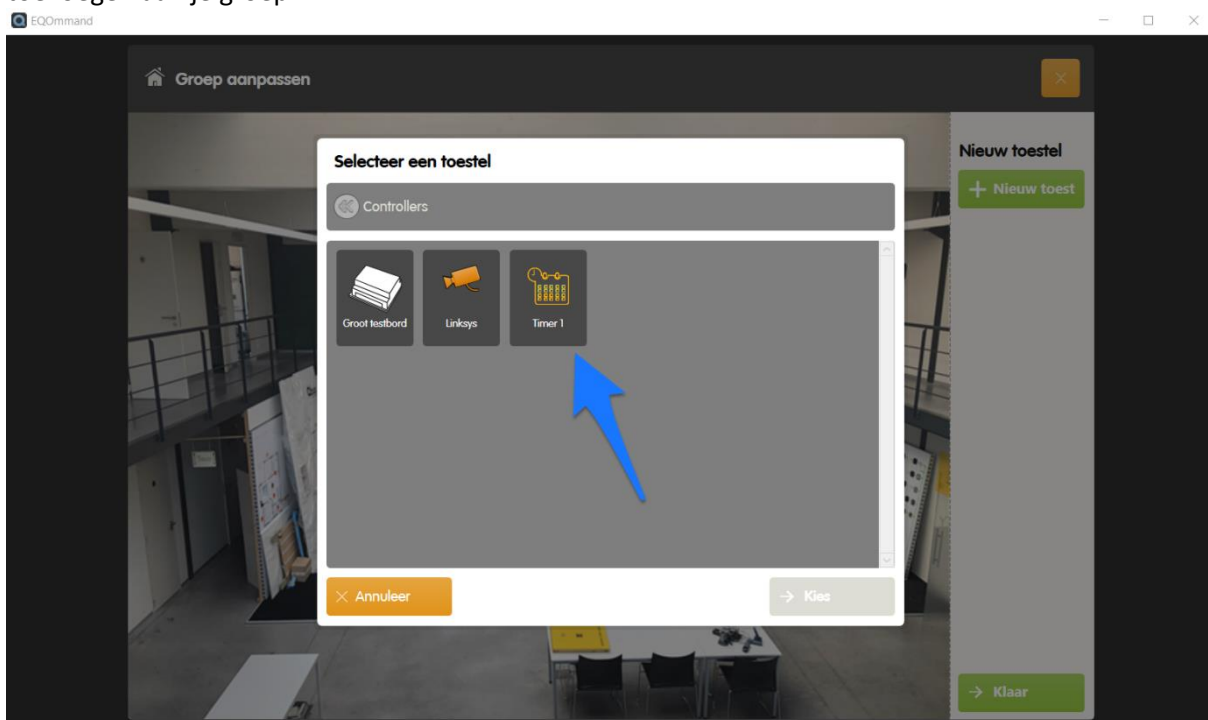 EQOmmand
Groep aanpassen
Selecteer een toestel
Controllers
Groot testbord
Linksys
Timer 1
Annuleer
Kies
Nieuw toestel
Nieuw toest
Klaar